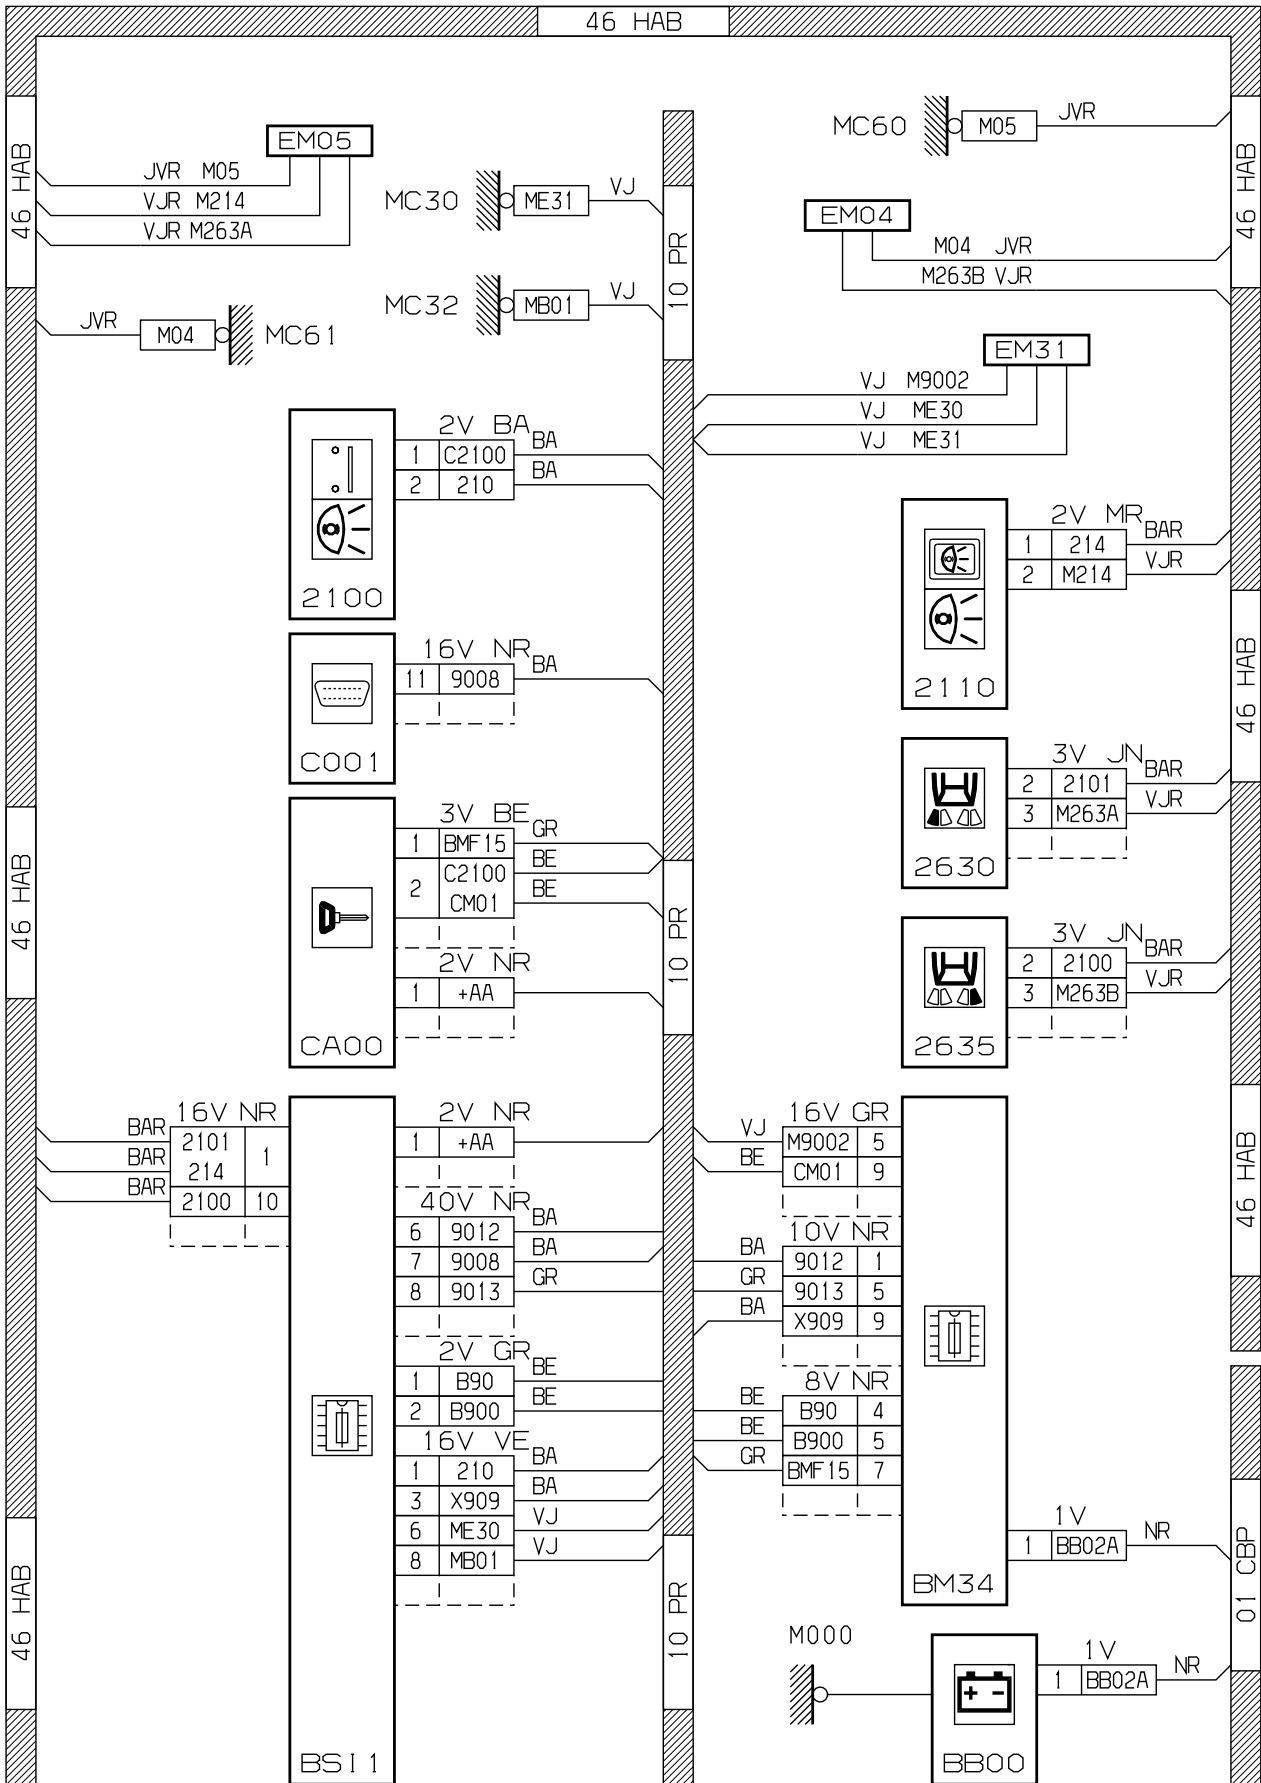 46 HAB
46 HAB
EM05
JVR M05
VJR M214
VJR M263A
MC30
ME31
VJ
MC32
MB01
VJ
JVR
M04
MC61
10 PR
MC60
M05
JVR
46 HAB
EM04
M04 JVR
M263B VJR
EM31
VJ M9002
VJ ME30
VJ ME31
2V BA
1 C2100 BA
2 210 BA
2100
16V NR
11 9008 BA
C001
3V BE
1 BMF15 GR
2 C2100 BE
CM01 BE
2V NR
1 +AA
CA00
46 HAB
10 PR
2V MR
1 214 BAR
2 M214 VJR
2110
46 HAB
3V JN
2 2101 BAR
3 M263A VJR
2630
3V JN
2 2100 BAR
3 M263B VJR
2635
46 HAB
16V NR
BAR 2101 1
BAR 214
BAR 2100 10
2V NR
1 +AA
40V NR
6 9012 BA
7 9008 BA
8 9013 GR
2V GR
1 B90 BE
2 B900 BE
16V VE
1 210 BA
3 X909 BA
6 ME30 VJ
8 MB01 VJ
BSI1
46 HAB
10 PR
16V GR
VJ M9002 5
BE CM01 9
10V NR
BA 9012 1
GR 9013 5
BA X909 9
8V NR
BE B90 4
BE B900 5
GR BMF15 7
1V
1 BB02A NR
BM34
01 CBP
M000
1V
1 BB02A NR
+ -
BB00